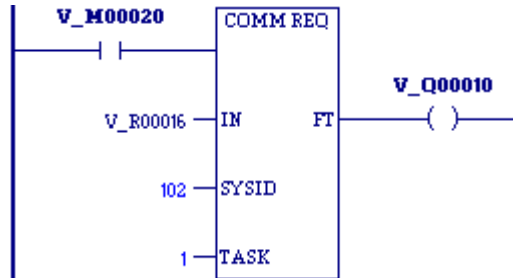 V_M00020
COMM REQ
V_Q00010
V_R00016 IN FT
102 SYSID
1 TASK